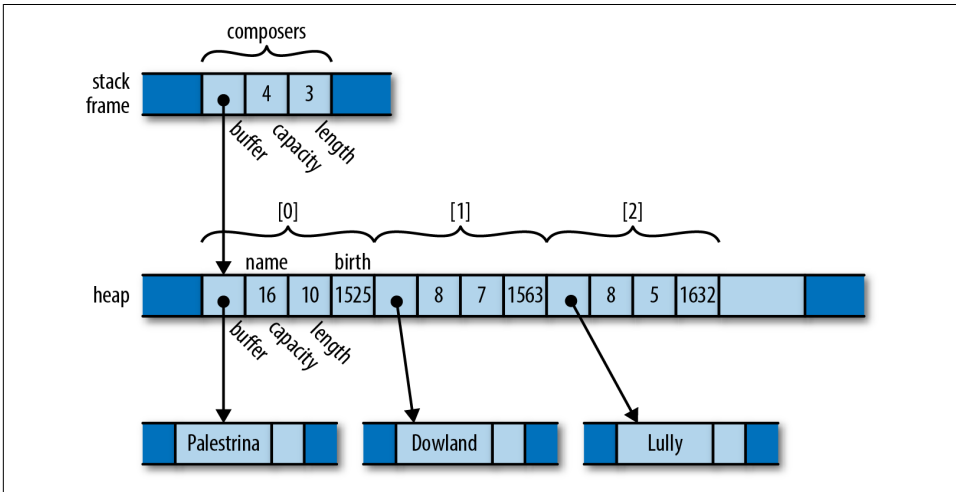 composers
stack frame
4 3
buffer capacity length
[0] [1] [2]
name birth
heap
16 10 1525 8 7 1563 8 5 1632
buffer capacity length
Palestrina Dowland Lully